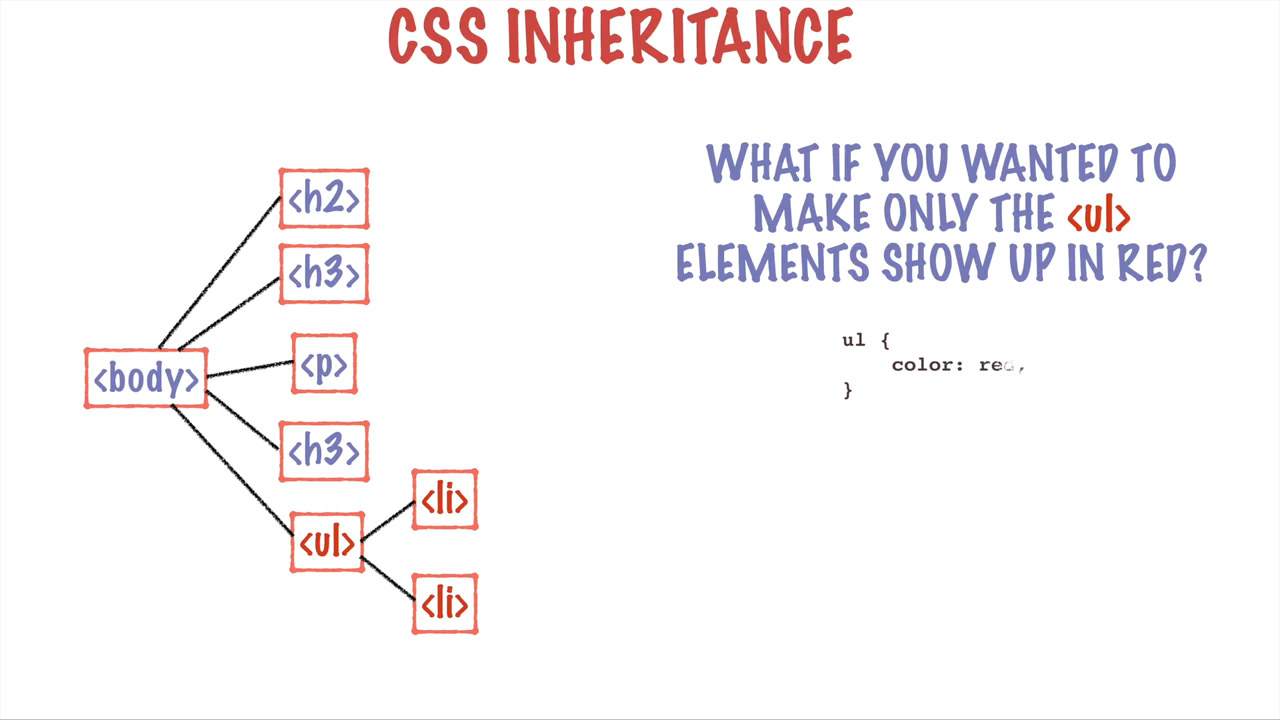 CSS INHERITANCE
WHAT IF YOU WANTED TO
MAKE ONLY THE <ul>
ELEMENTS SHOW UP IN RED?
<h2>
<h3>
<p>
<body>
<h3>
<ul>
<li>
<li>
ul {
color:
}